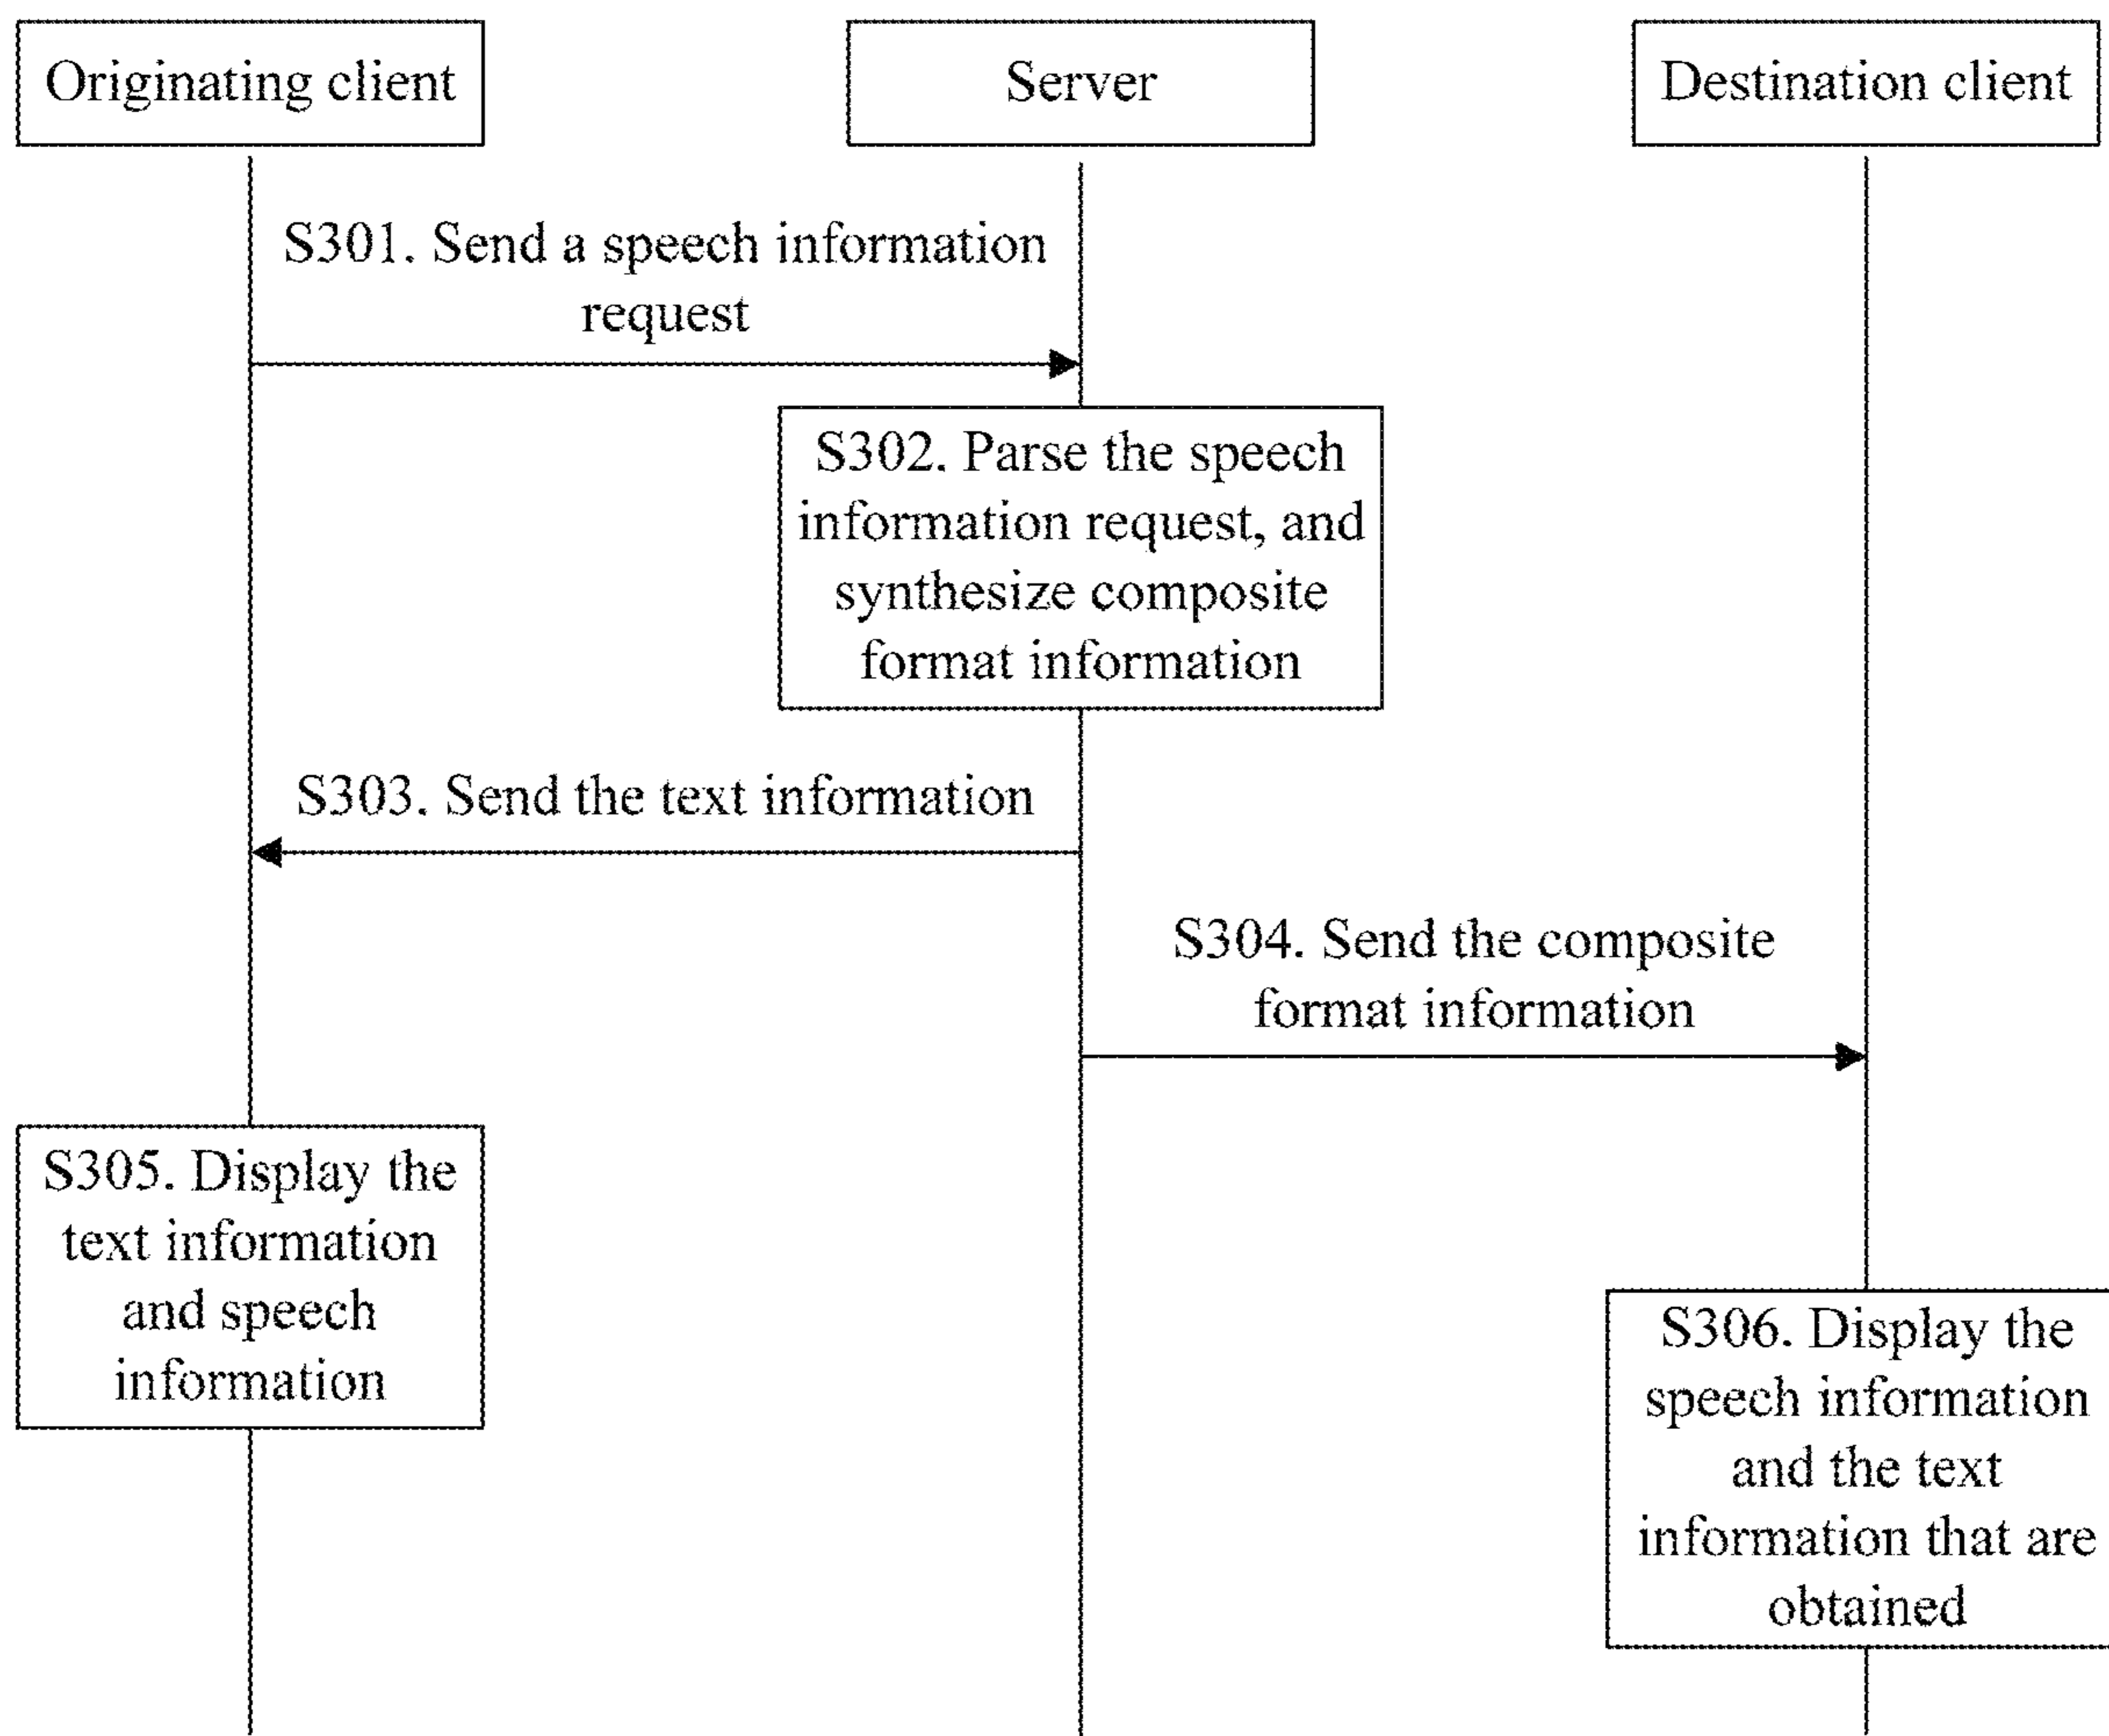 Originating client
Server
Destination client
S301. Send a speech information
request
S302. Parse the speech
information request, and
synthesize composite
format information
S303. Send the text information
S304. Send the composite
format information
S305. Display the
text information
and speech
information
S306. Display the
speech information
and the text
information that are
obtained